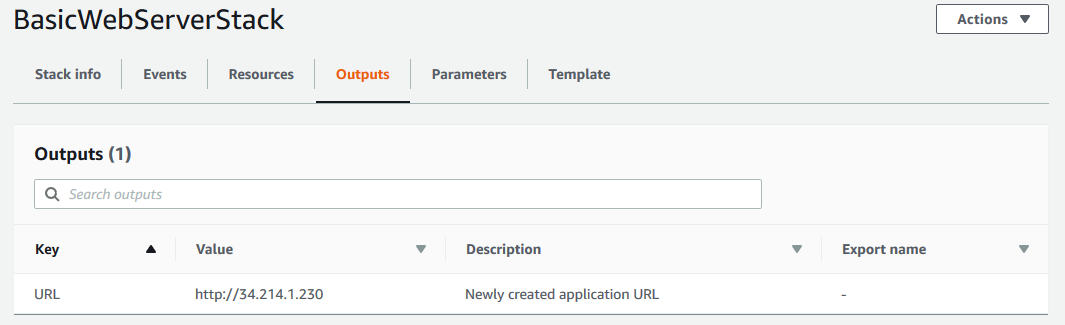 BasicWebServerStack
Actions
Stack info Events Resources Outputs Parameters Template
Outputs (1)
Search outputs
Key Value Description Export name
URL http://34.214.1.230 Newly created application URL -